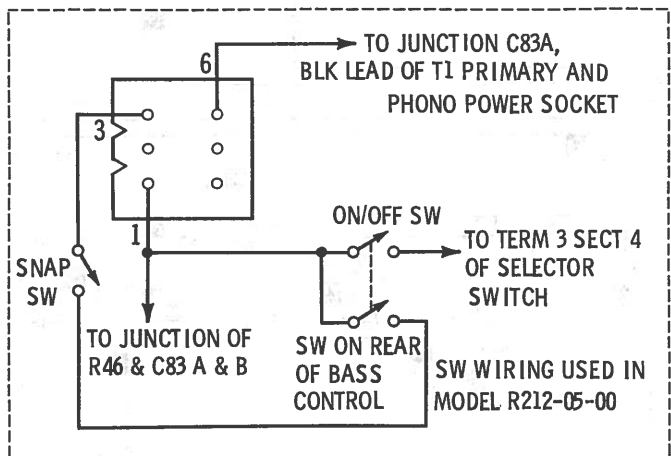 TO JUNCTION C83A,
BLK LEAD OF T1 PRIMARY AND
PHONO POWER SOCKET
6
3
1
ON/OFF SW
TO TERM 3 SECT 4
OF SELECTOR
SWITCH
SNAP
SW
TO JUNCTION OF
R46 & C83 A & B
SW ON REAR
OF BASS
CONTROL
SW WIRING USED IN
MODEL R212-05-00